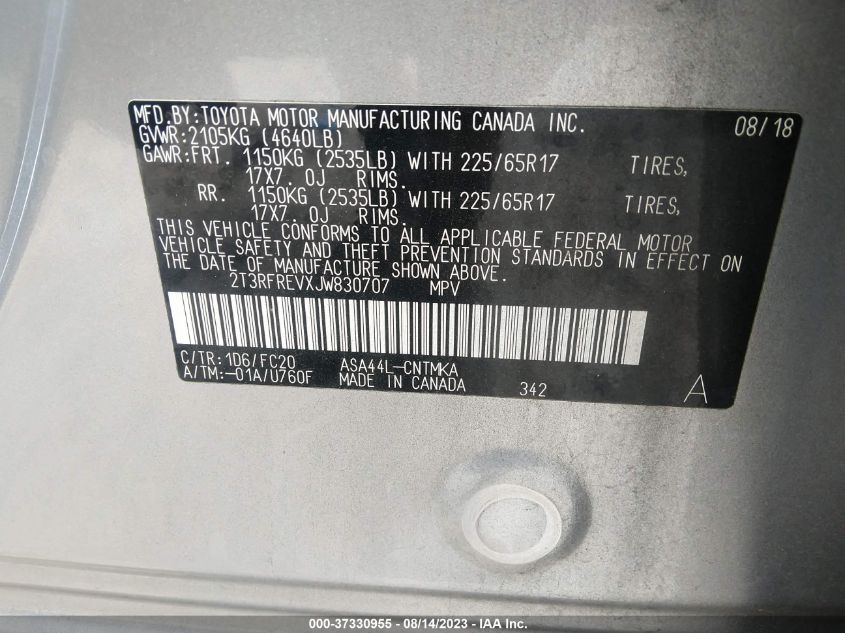 MFD.BY:TOYOTA MOTOR MANUFACTURING CANADA INC. 08/18
GVWR:2105KG (4640LB)
GAWR:FRT. 1150KG (2535LB) WITH 225/65R17 TIRES,
17X7.0J RIMS.
RR. 1150KG (2535LB) WITH 225/65R17 TIRES,
17X7.0J RIMS.
THIS VEHICLE CONFORMS TO ALL APPLICABLE FEDERAL MOTOR
VEHICLE SAFETY AND THEFT PREVENTION STANDARDS IN EFFECT ON
THE DATE OF MANUFACTURE SHOWN ABOVE.
2T3RFREVXJW830707 MPV
C/TR:1D6/FC20 ASA44L-CNTMKA
A/TM:-01A/U760F MADE IN CANADA 342 A
000-37330955 - 08/14/2023 - IAA Inc.